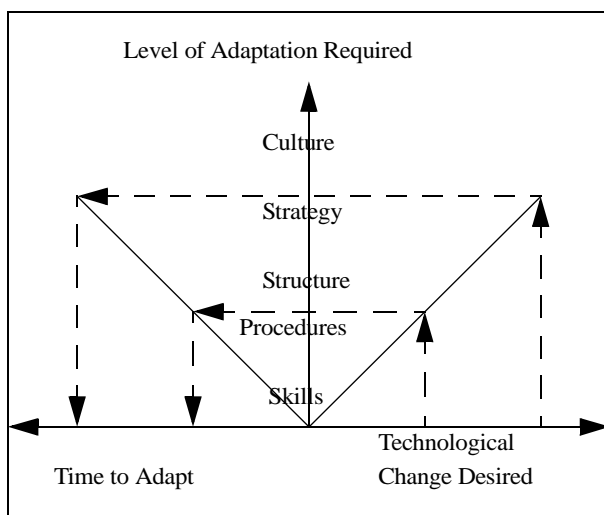 Level of Adaptation Required
Culture
Strategy
Structure
Procedures
Skills
Technological
Time to Adapt
Change Desired